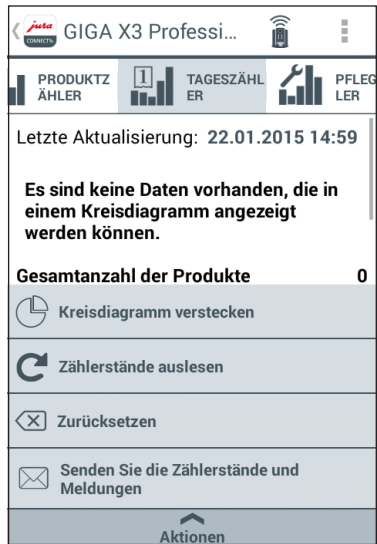 jura
CONNECT
GIGA X3 Professi...
PRODUKTZ
ÄHLER
1
TAGESZÄHL
ER
PFLEG
LER
Letzte Aktualisierung: 22.01.2015 14:59
Es sind keine Daten vorhanden, die in
einem Kreisdiagramm angezeigt
werden können.
Gesamtanzahl der Produkte 0
Kreisdiagramm verstecken
Zählerstände auslesen
Zurücksetzen
Senden Sie die Zählerstände und
Meldungen
Aktionen